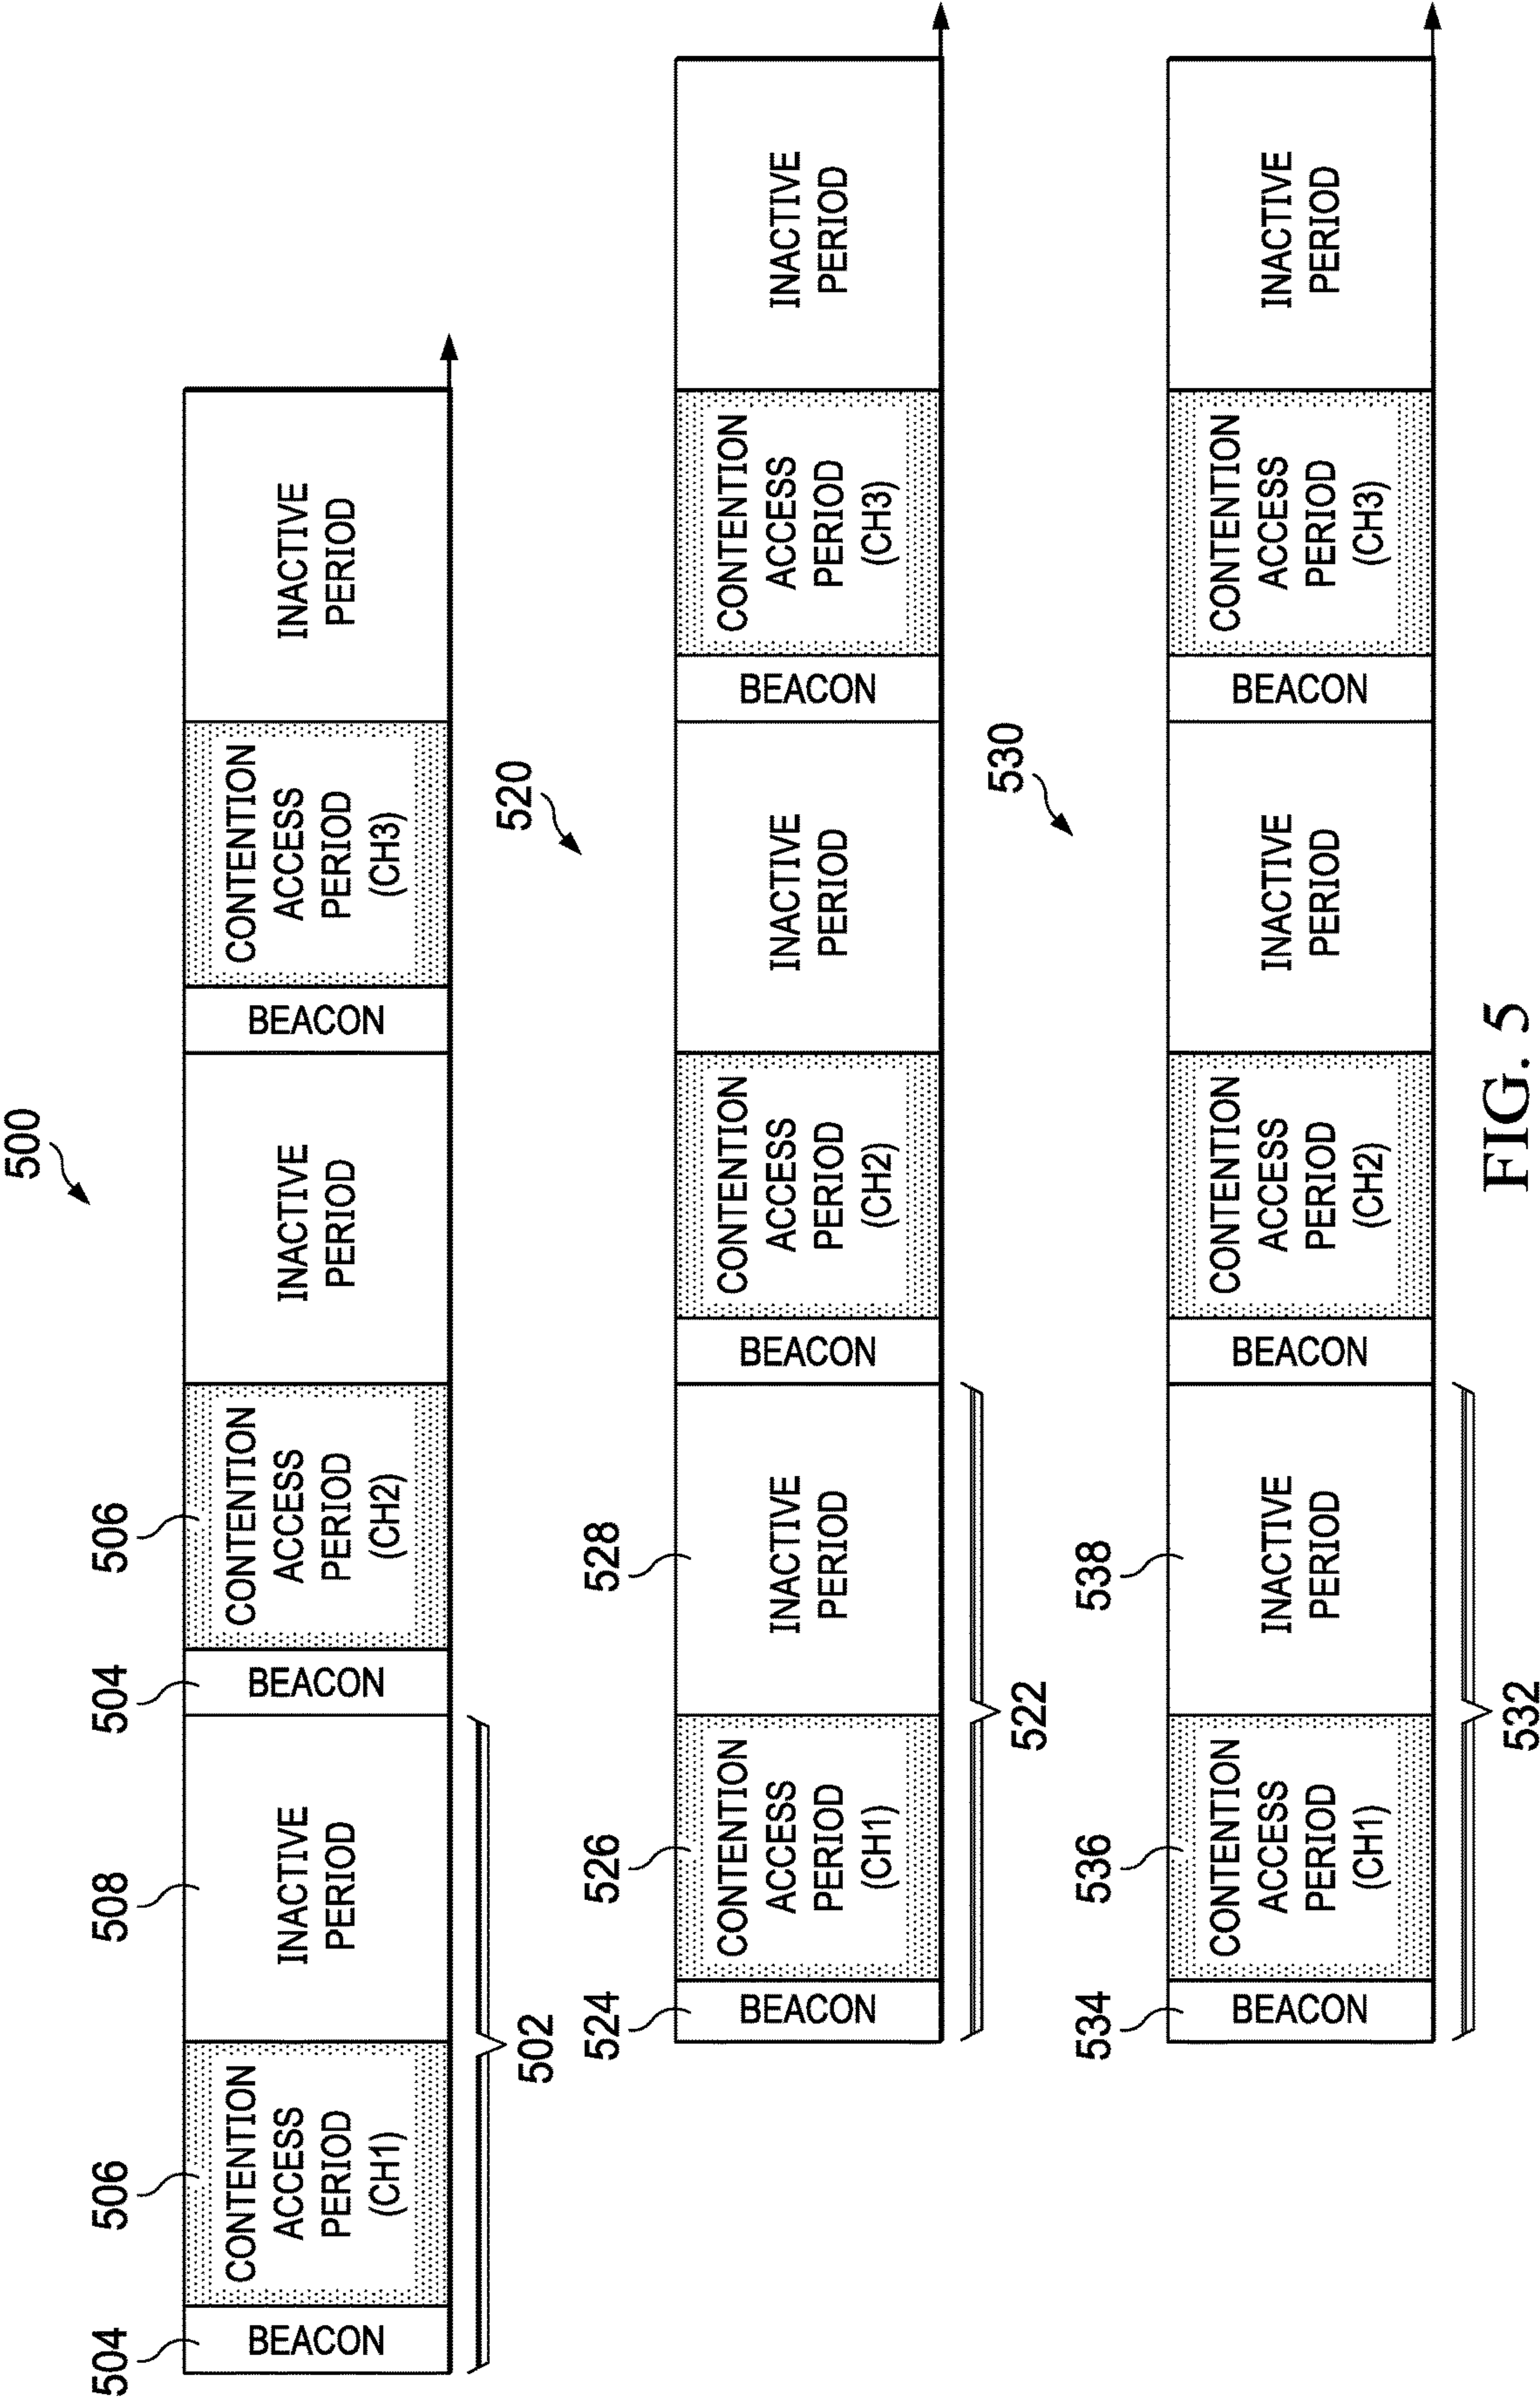 500
504
506
508
504
506
BEACON
CONTENTION
ACCESS
PERIOD
(CH1)
INACTIVE
PERIOD
BEACON
CONTENTION
ACCESS
PERIOD
(CH2)
INACTIVE
PERIOD
BEACON
CONTENTION
ACCESS
PERIOD
(CH3)
INACTIVE
PERIOD
502
520
524
526
528
BEACON
CONTENTION
ACCESS
PERIOD
(CH1)
INACTIVE
PERIOD
BEACON
CONTENTION
ACCESS
PERIOD
(CH2)
INACTIVE
PERIOD
BEACON
CONTENTION
ACCESS
PERIOD
(CH3)
INACTIVE
PERIOD
522
530
534
536
538
BEACON
CONTENTION
ACCESS
PERIOD
(CH1)
INACTIVE
PERIOD
BEACON
CONTENTION
ACCESS
PERIOD
(CH2)
INACTIVE
PERIOD
BEACON
CONTENTION
ACCESS
PERIOD
(CH3)
INACTIVE
PERIOD
532
FIG. 5